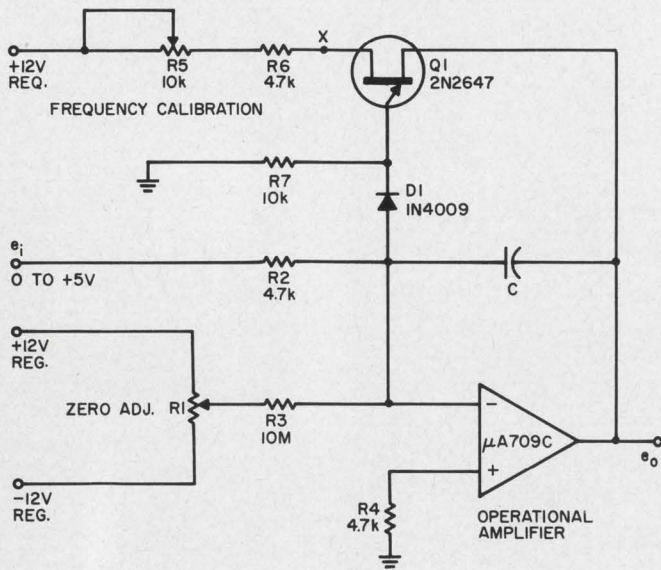 +12V
REQ.
R5
10k
R6
4.7k
X
Q1
2N2647
FREQUENCY CALIBRATION
R7
10k
D1
1N4009
ei
0 TO +5V
R2
4.7k
C
+12V
REG.
ZERO ADJ. R1
R3
10M
-12V
REG.
−
+
μA709C
eo
R4
4.7k
OPERATIONAL
AMPLIFIER